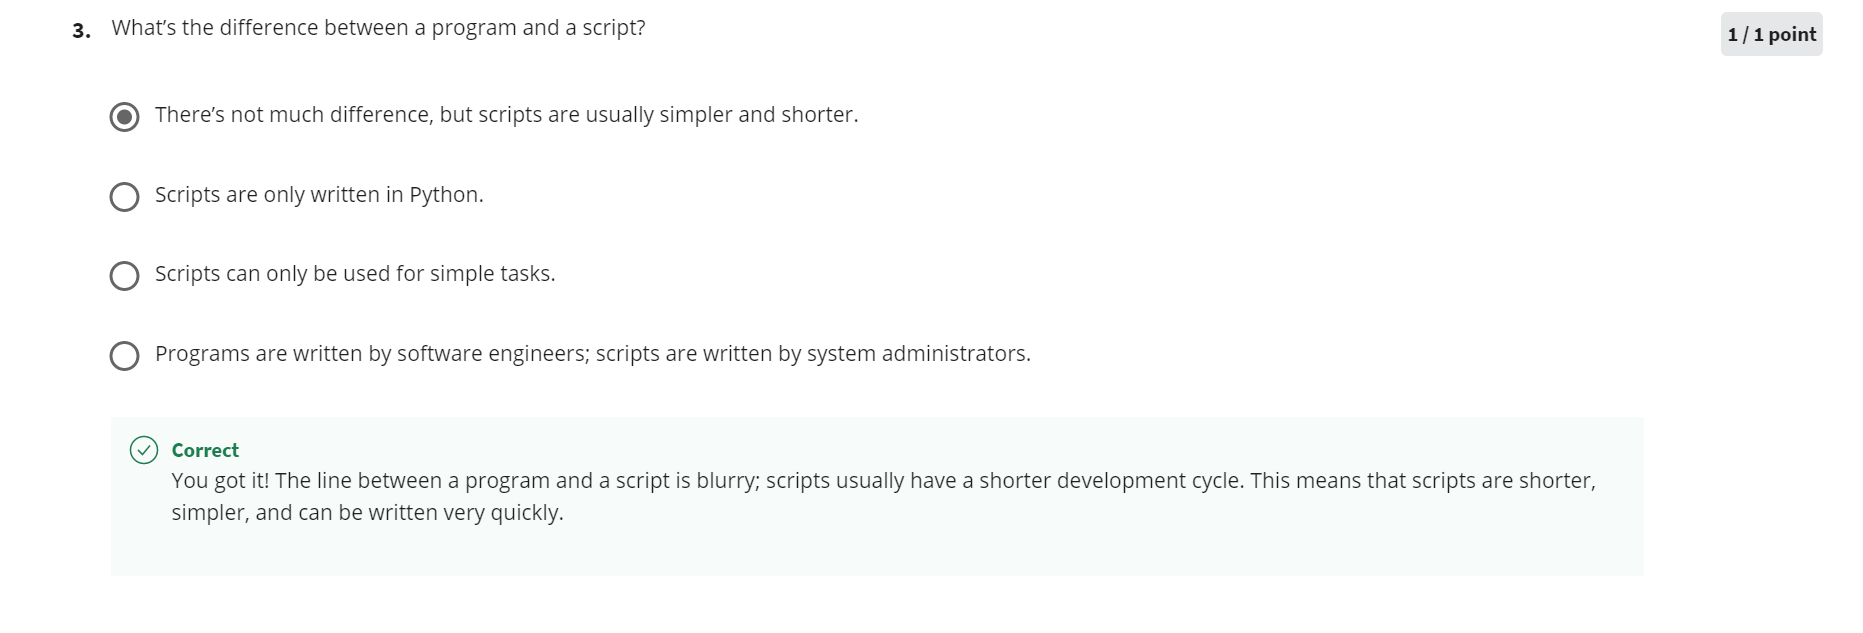 3. What’s the difference between a program and a script?
1 / 1 point
There’s not much difference, but scripts are usually simpler and shorter.
Scripts are only written in Python.
Scripts can only be used for simple tasks.
Programs are written by software engineers; scripts are written by system administrators.
Correct
You got it! The line between a program and a script is blurry; scripts usually have a shorter development cycle. This means that scripts are shorter,
simpler, and can be written very quickly.